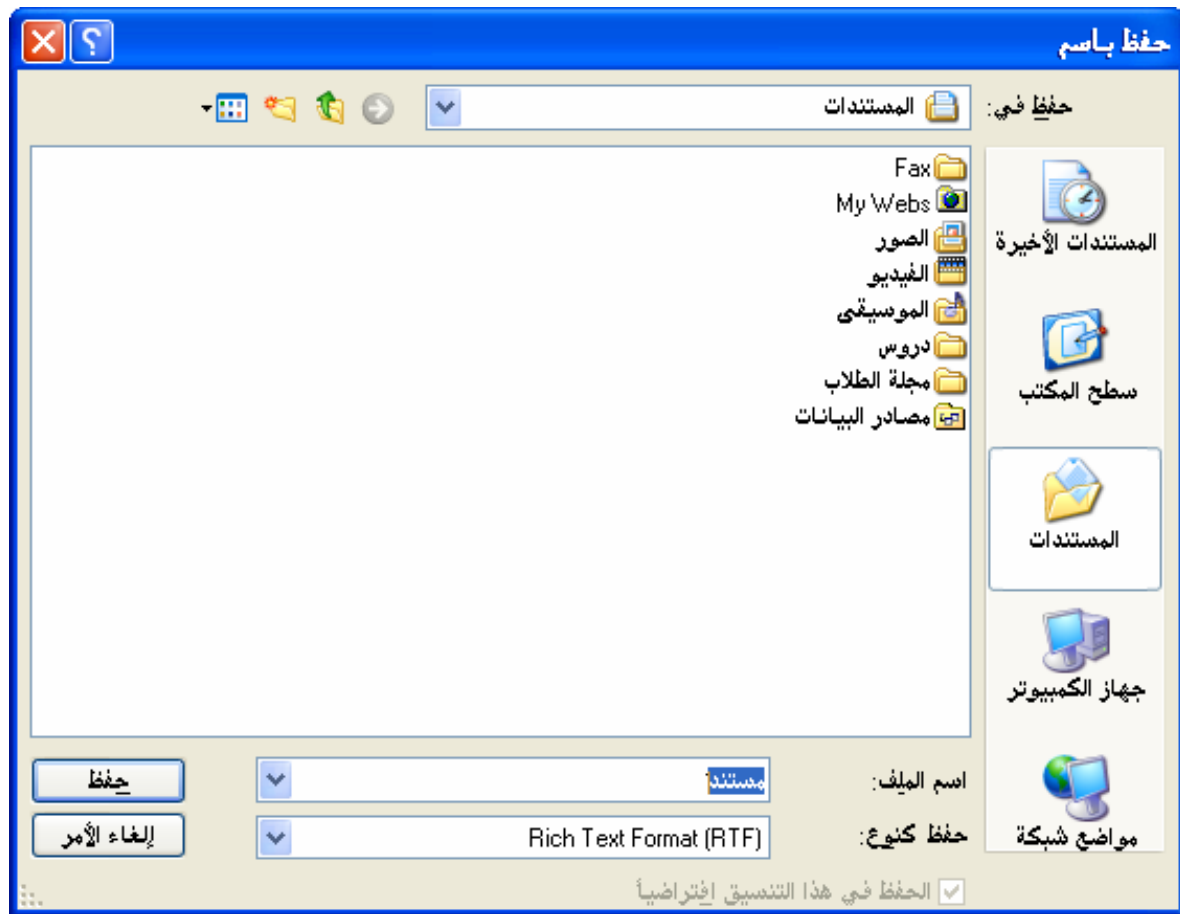 حفظ باسم
حفظ في: المستندات
Fax
My Webs
الصور
الفيديو
الموسيقى
دروس
مجلة الطلاب
مصادر البيانات
المستندات الأخيرة
سطح المكتب
المستندات
جهاز الكمبيوتر
مواضع شبكة
اسم الملف: مستند
حفظ
حفظ كنوع: Rich Text Format (RTF)
إلغاء الأمر
الحفظ في هذا التنسيق افتراضياً